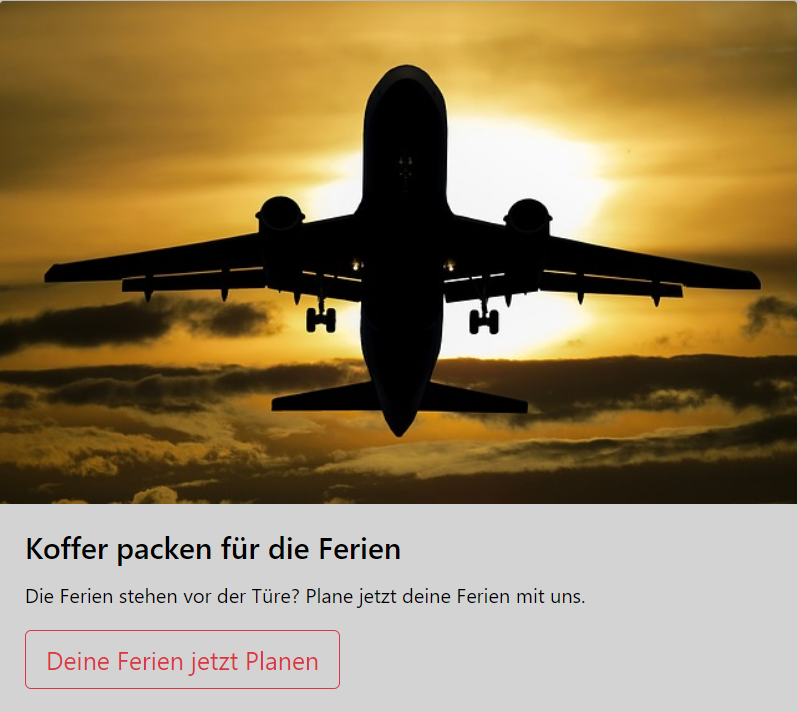 Koffer packen für die Ferien
Die Ferien stehen vor der Türe? Plane jetzt deine Ferien mit uns.
Deine Ferien jetzt Planen